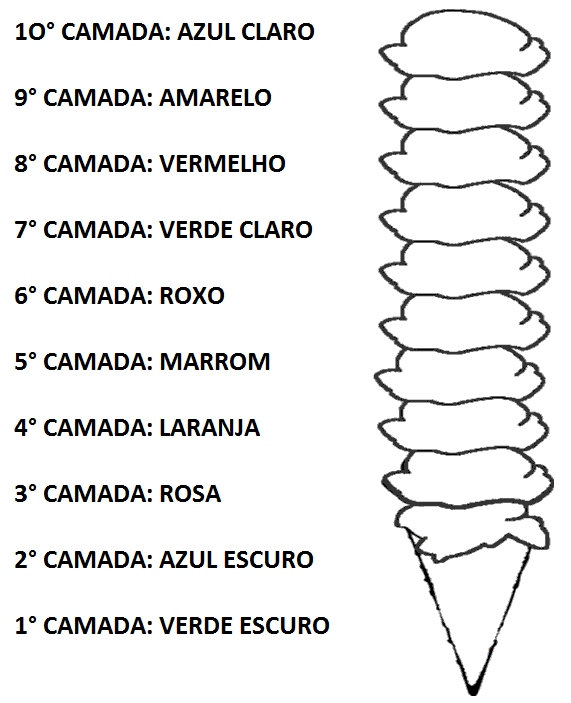 1O° CAMADA: AZUL CLARO
9° CAMADA: AMARELO
8° CAMADA: VERMELHO
7° CAMADA: VERDE CLARO
6° CAMADA: ROXO
5° CAMADA: MARROM
4° CAMADA: LARANJA
3° CAMADA: ROSA
2° CAMADA: AZUL ESCURO
1° CAMADA: VERDE ESCURO